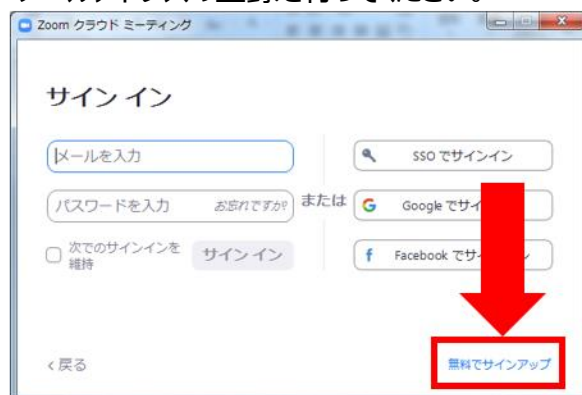 Zoom クラウド ミーティング
サイン イン
メールを入力
パスワードを入力 お忘れですか?
次でのサインインを
維持
サイン イン
または
SSO でサインイン
Google でサイ
Facebook でサ ン
<戻る
無料でサインアップ